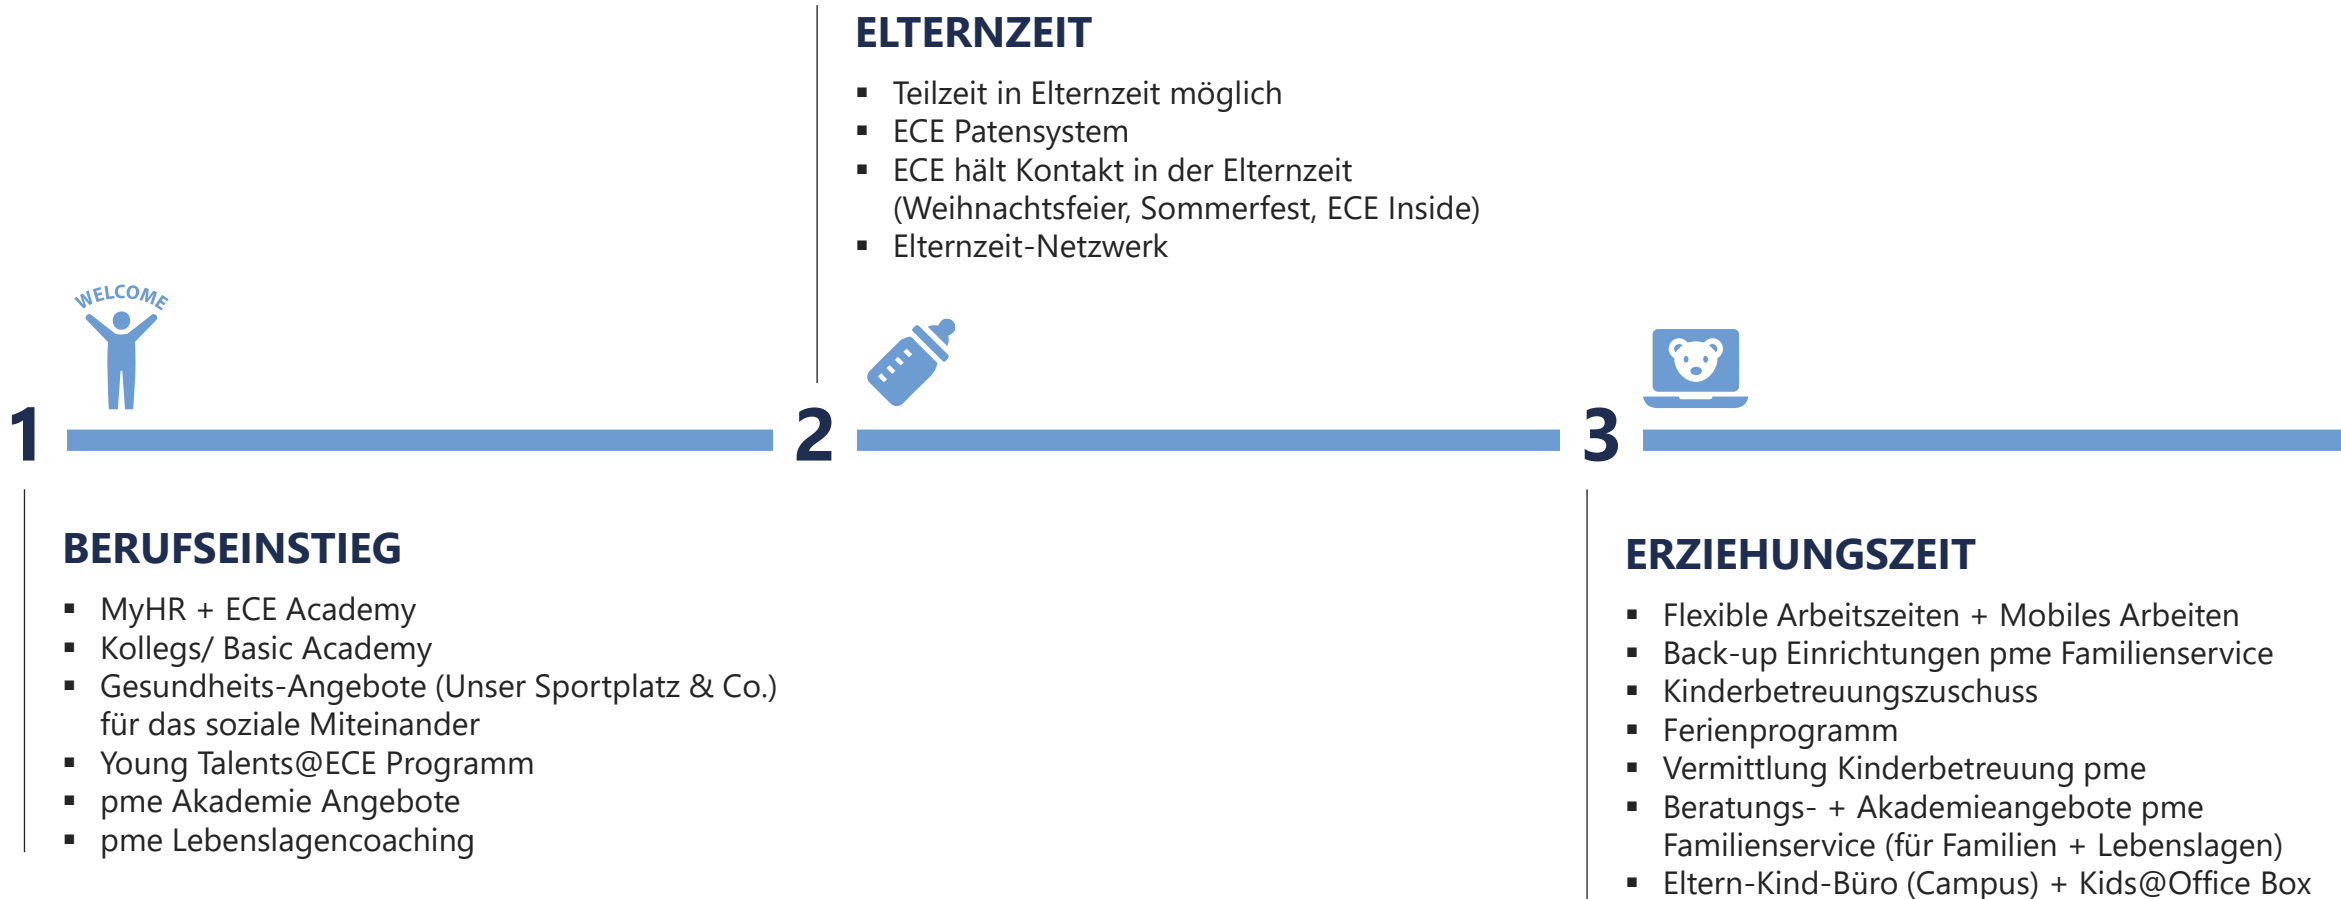 WELCOME
1
BERUFSEINSTIEG
▪ MyHR + ECE Academy
▪ Kollegs/ Basic Academy
▪ Gesundheits-Angebote (Unser Sportplatz & Co.)
für das soziale Miteinander
▪ Young Talents@ECE Programm
▪ pme Akademie Angebote
▪ pme Lebenslagencoaching
2
ELTERNZEIT
▪ Teilzeit in Elternzeit möglich
▪ ECE Patensystem
▪ ECE hält Kontakt in der Elternzeit
(Weihnachtsfeier, Sommerfest, ECE Inside)
▪ Elternzeit-Netzwerk
3
ERZIEHUNGSZEIT
▪ Flexible Arbeitszeiten + Mobiles Arbeiten
▪ Back-up Einrichtungen pme Familienservice
▪ Kinderbetreuungszuschuss
▪ Ferienprogramm
▪ Vermittlung Kinderbetreuung pme
▪ Beratungs- + Akademieangebote pme
Familienservice (für Familien + Lebenslagen)
▪ Eltern-Kind-Büro (Campus) + Kids@Office Box